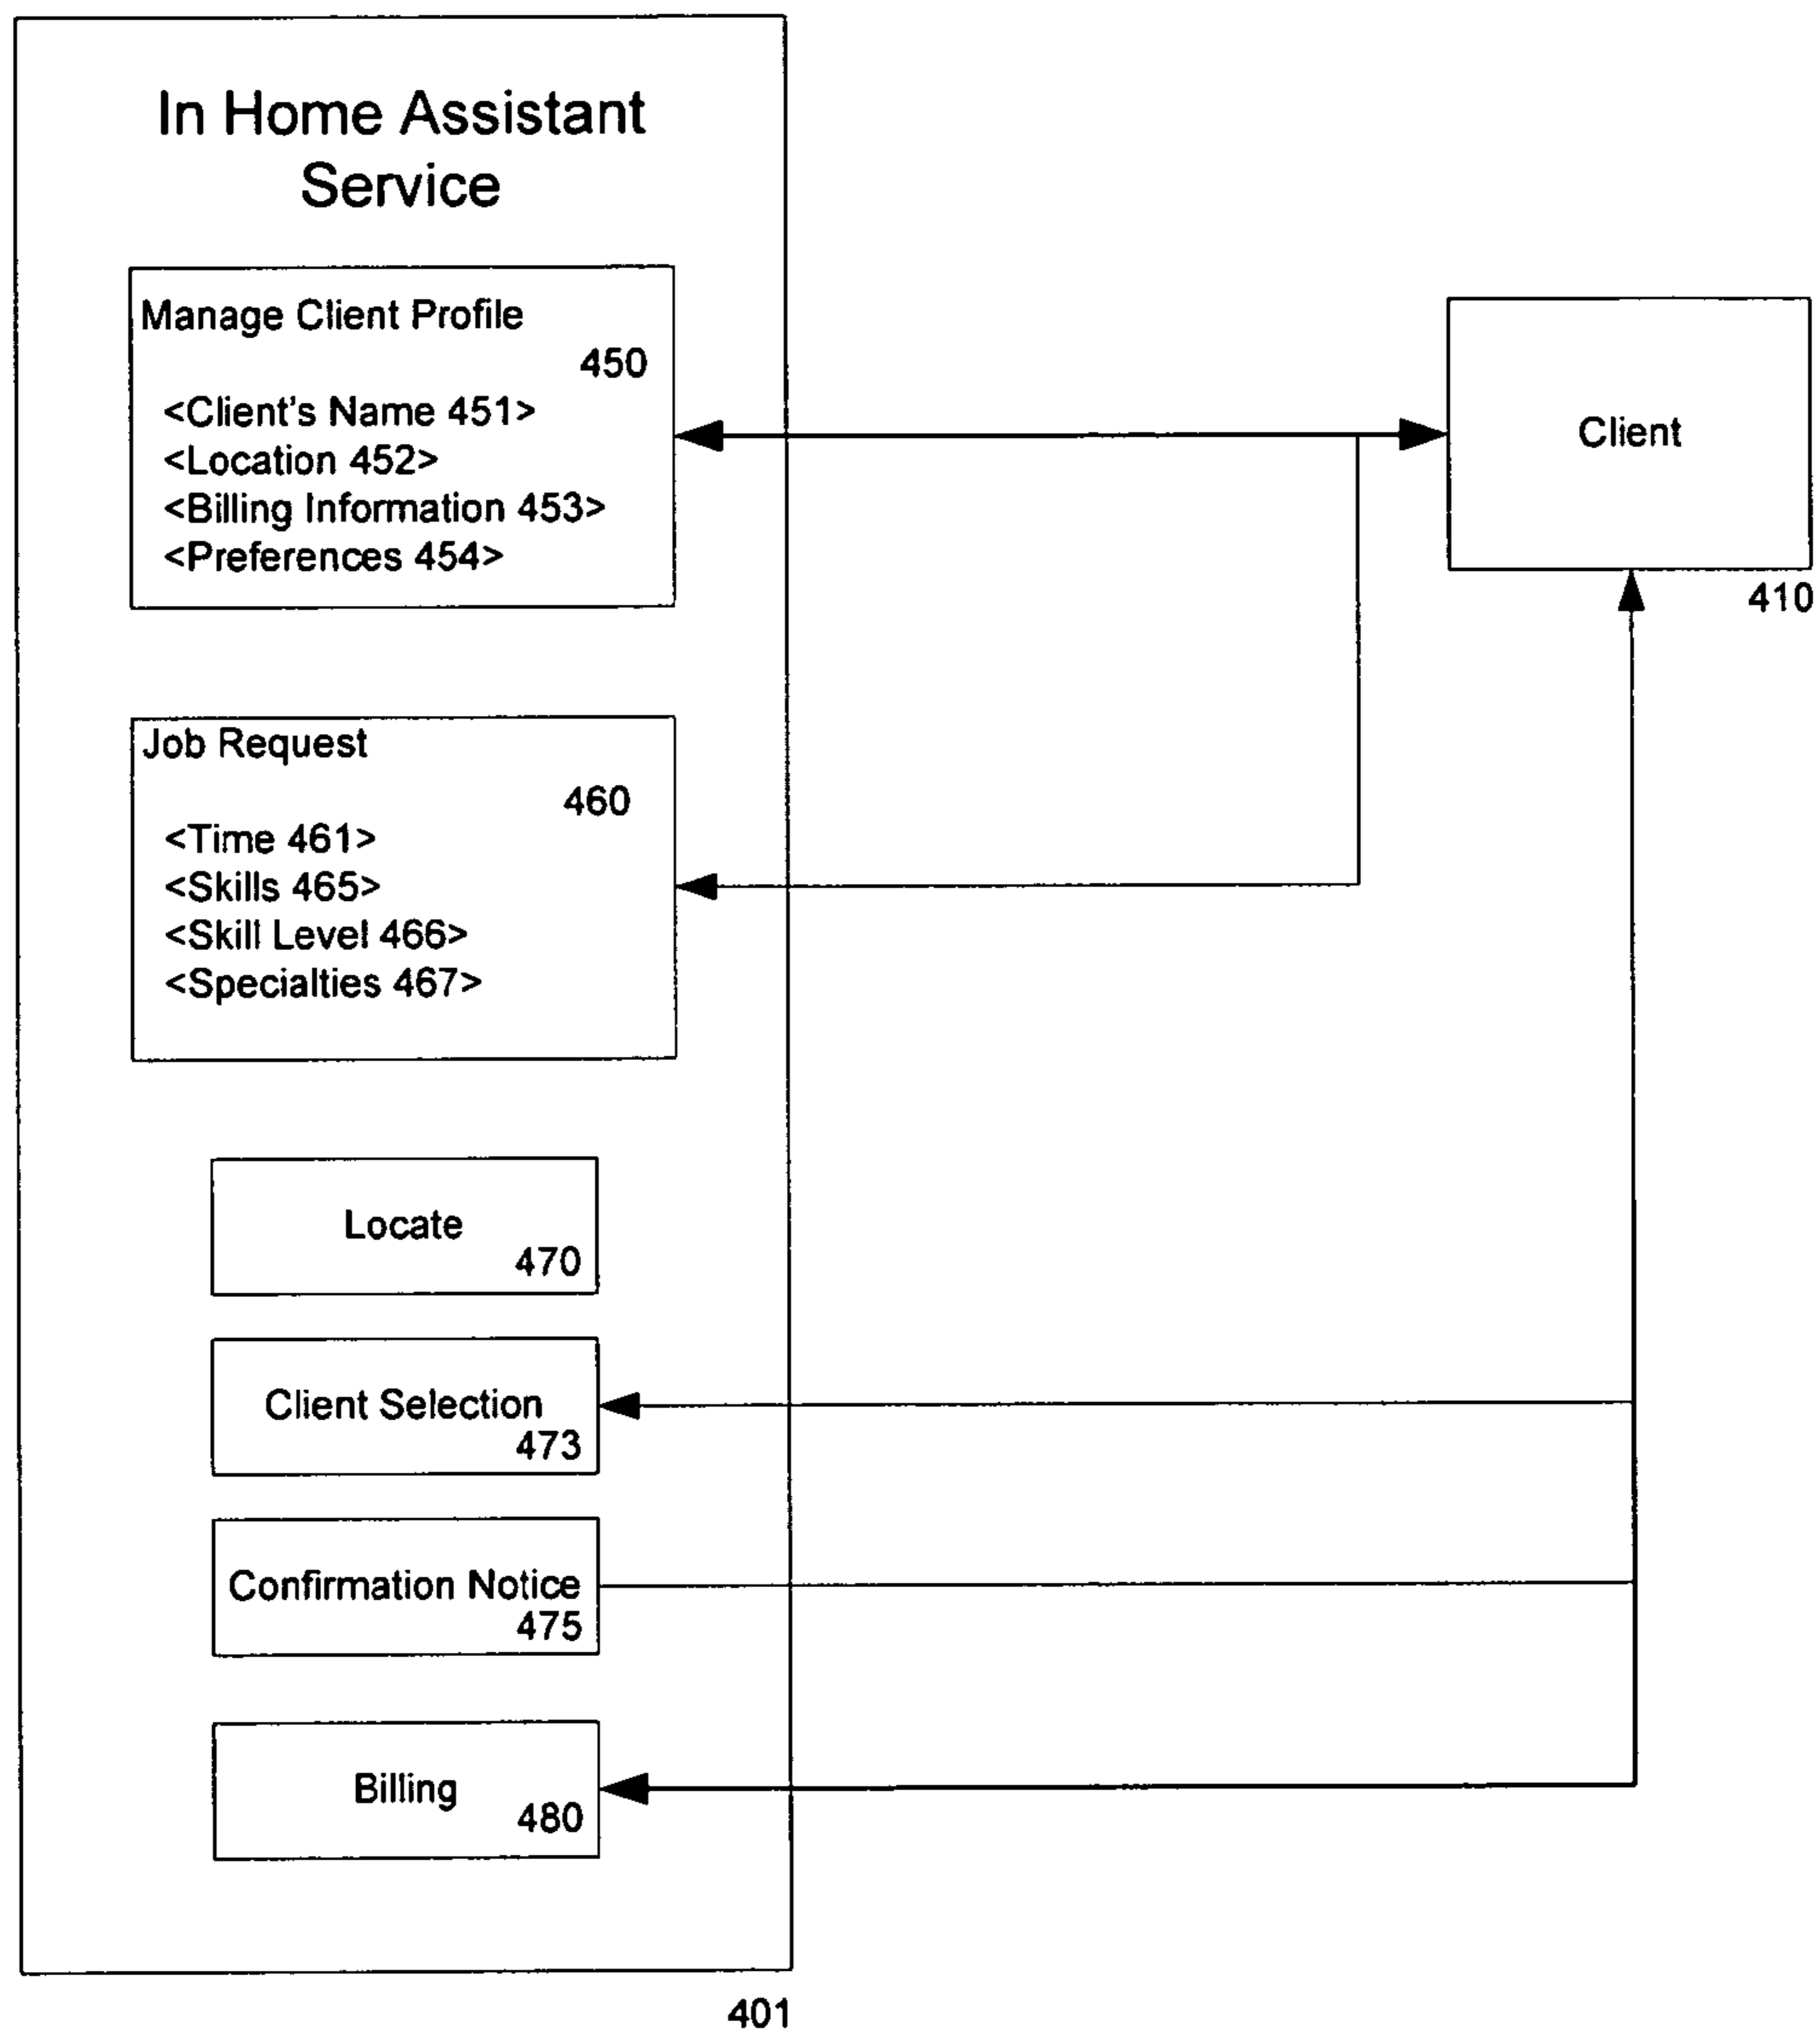 In Home Assistant
Service
Manage Client Profile
450
<Client's Name 451>
<Location 452>
<Billing Information 453>
<Preferences 454>
Client
410
Job Request
460
<Time 461>
<Skills 465>
<Skill Level 466>
<Specialties 467>
Locate
470
Client Selection
473
Confirmation Notice
475
Billing
480
401